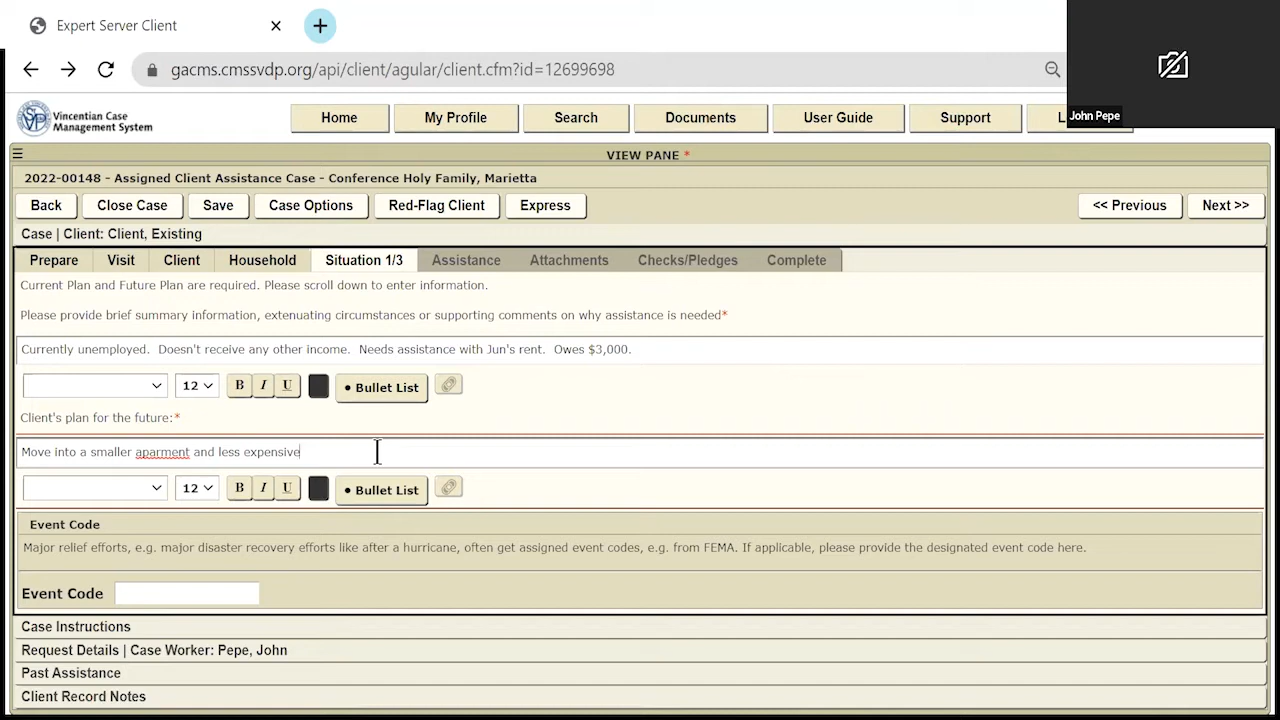 Expert Server Client
gacms.cmssvdp.org/api/client/agular/client.cfm?id=12699698
John Pepe
SVDP
Vincentian Case
Management System
Home
My Profile
Search
Documents
User Guide
Support
L
VIEW PANE *
2022-00148 - Assigned Client Assistance Case - Conference Holy Family, Marietta
Back
Close Case
Save
Case Options
Red-Flag Client
Express
<< Previous
Next >>
Case | Client: Client, Existing
Prepare
Visit
Client
Household
Situation 1/3
Assistance
Attachments
Checks/Pledges
Complete
Current Plan and Future Plan are required. Please scroll down to enter information.
Please provide brief summary information, extenuating circumstances or supporting comments on why assistance is needed*
Currently unemployed. Doesn't receive any other income. Needs assistance with Jun's rent. Owes $3,000.
12
B
I
U
• Bullet List
Client's plan for the future:*
Move into a smaller aparment and less expensive
12
B
I
U
• Bullet List
Event Code
Major relief efforts, e.g. major disaster recovery efforts like after a hurricane, often get assigned event codes, e.g. from FEMA. If applicable, please provide the designated event code here.
Event Code
Case Instructions
Request Details | Case Worker: Pepe, John
Past Assistance
Client Record Notes